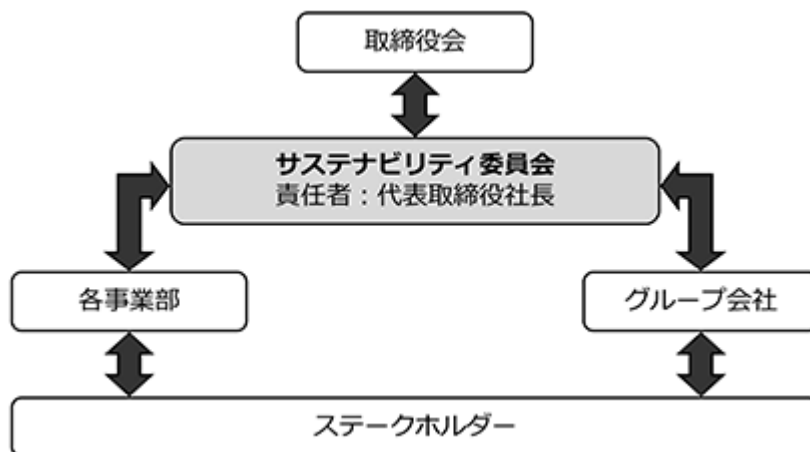 取締役会
サステナビリティ委員会
責任者：代表取締役社長
各事業部
グループ会社
ステークホルダー